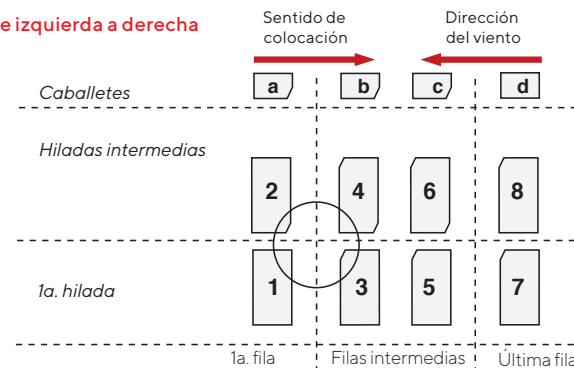 e izquierda a derecha
Sentido de
colocación
Dirección
del viento
Caballetes
a b c d
Hiladas intermedias
2 4 6 8
1a. hilada
1 3 5 7
1a. fila Filas intermedias Última fila